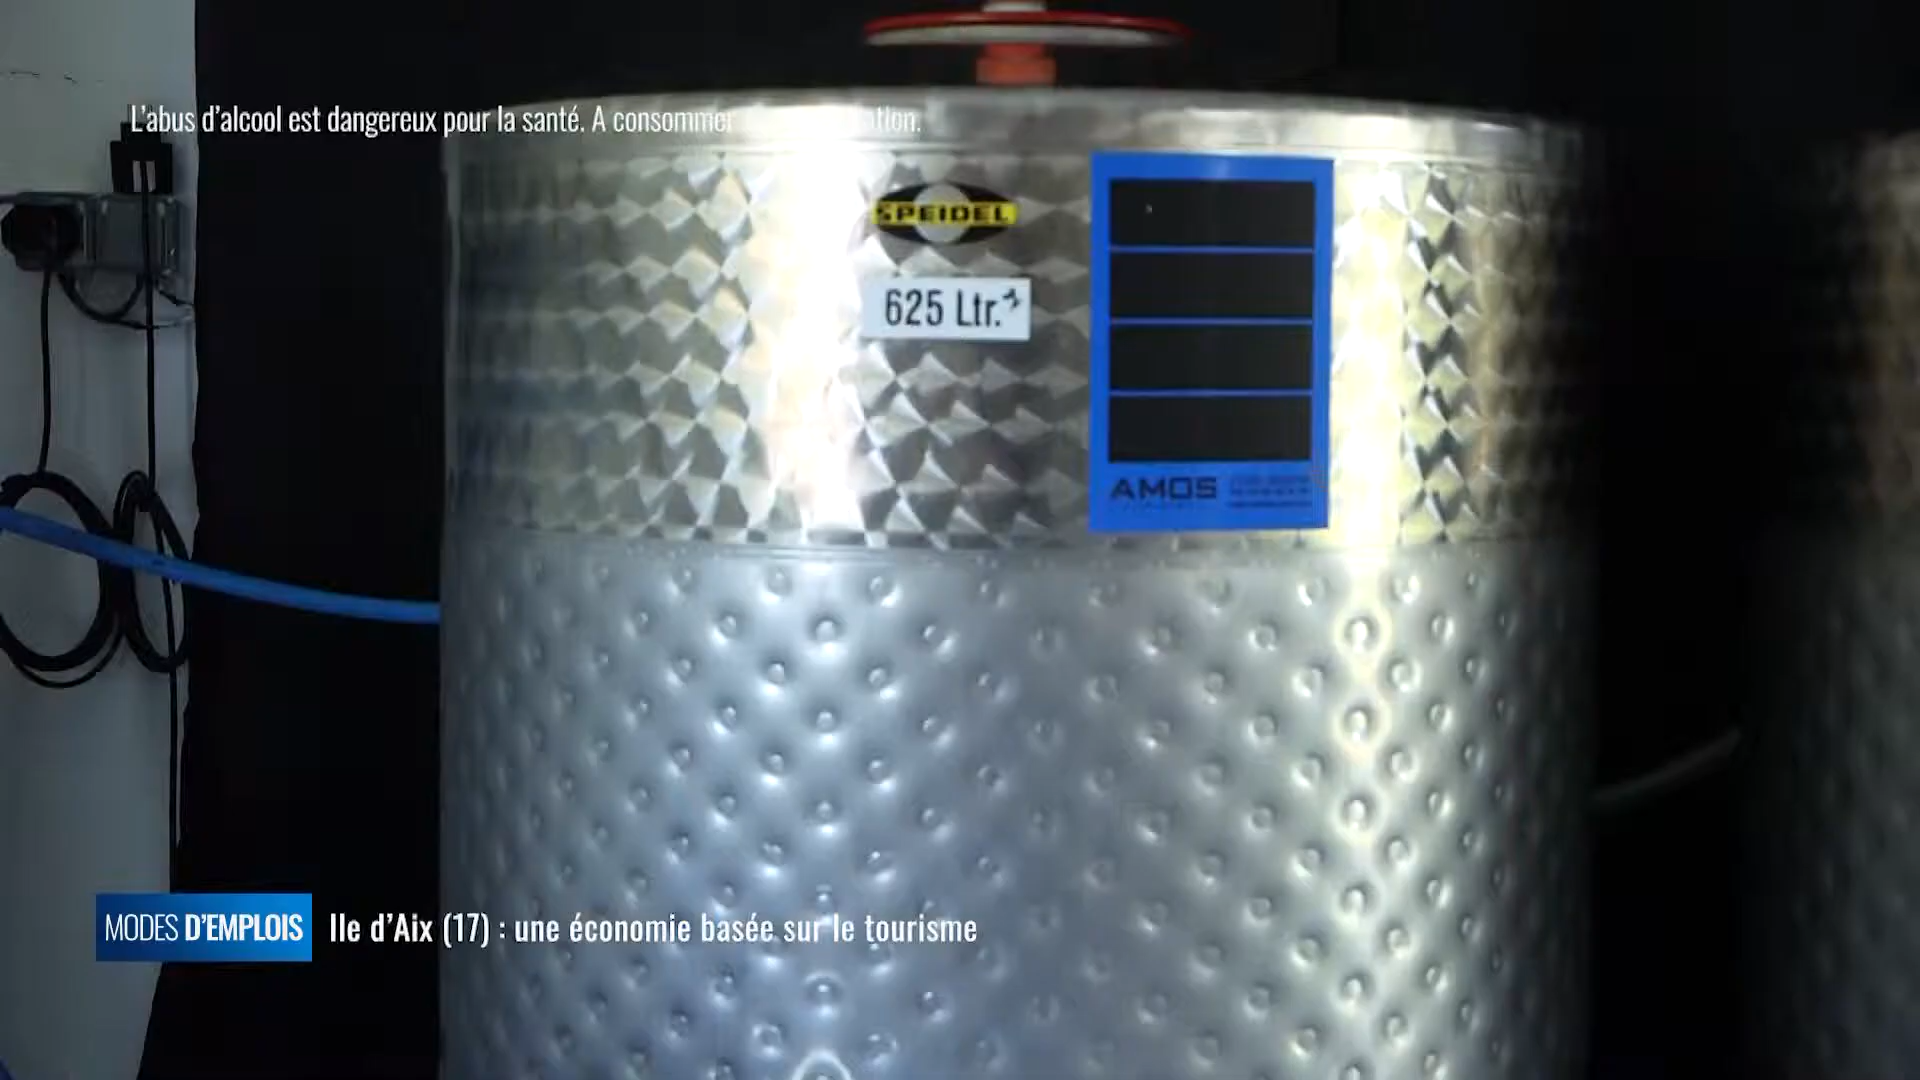 L'abus d'alcool est dangereux pour la santé. A consommer
SPEIDEL
625 Ltr.
AMOS
MODES D'EMPLOIS
Ile d'Aix (17) : une économie basée sur le tourisme